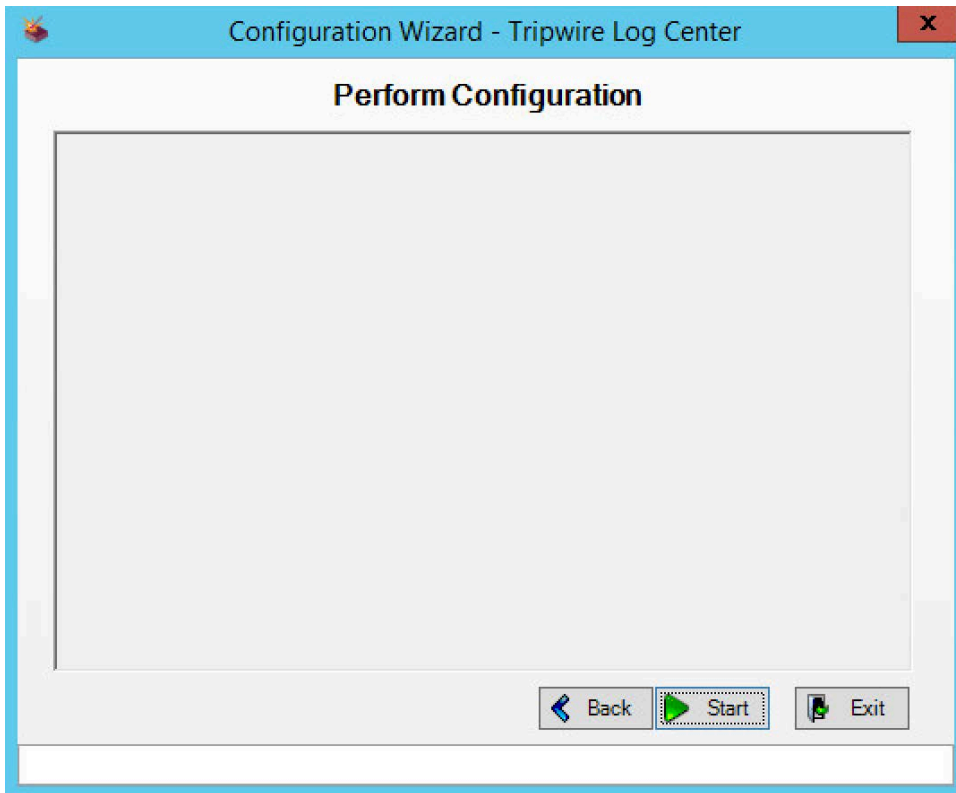 Configuration Wizard - Tripwire Log Center
x
Perform Configuration
Back
Start
Exit